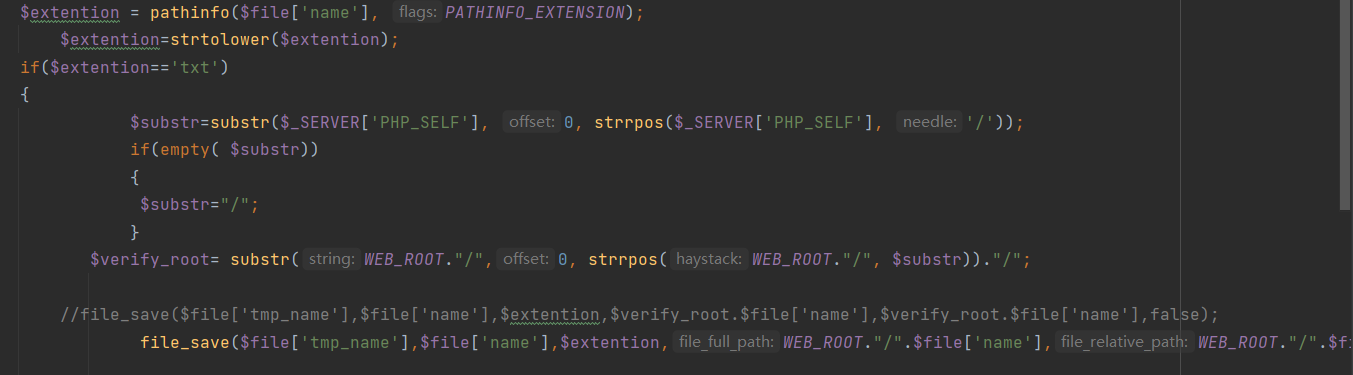 $extention = pathinfo($file['name'], flags: PATHINFO_EXTENSION);
$extention=strtolower($extention);
if($extention=='txt')
{
$substr=substr($_SERVER['PHP_SELF'], offset: 0, strrpos($_SERVER['PHP_SELF'], needle: '/'));
if(empty( $substr))
{
$substr="/";
}
$verify_root= substr( string: WEB_ROOT."/", offset: 0, strrpos( haystack: WEB_ROOT."/", $substr))."/";
//file_save($file['tmp_name'],$file['name'],$extention,$verify_root.$file['name'],$verify_root.$file['name'],false);
file_save($file['tmp_name'],$file['name'],$extention, file_full_path: WEB_ROOT."/".$file['name'], file_relative_path: WEB_ROOT."/".$fi